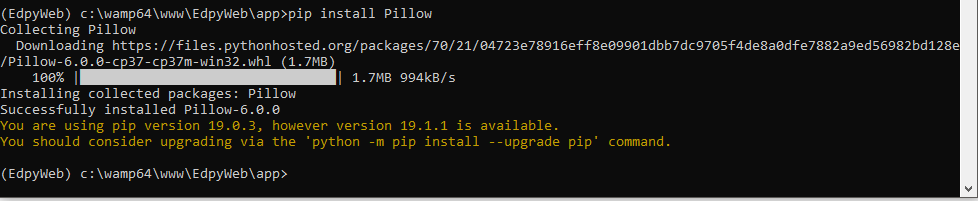 (EdpyWeb) c:\wamp64\www\EdpyWeb\app>pip install Pillow
Collecting Pillow
  Downloading https://files.pythonhosted.org/packages/70/21/04723e78916eff8e09901dbb7dc9705f4de8a0dfe7882a9ed56982bd128e
/Pillow-6.0.0-cp37-cp37m-win32.whl (1.7MB)
    100% |████████████████████████████████| 1.7MB 994kB/s
Installing collected packages: Pillow
Successfully installed Pillow-6.0.0
You are using pip version 19.0.3, however version 19.1.1 is available.
You should consider upgrading via the 'python -m pip install --upgrade pip' command.
(EdpyWeb) c:\wamp64\www\EdpyWeb\app>